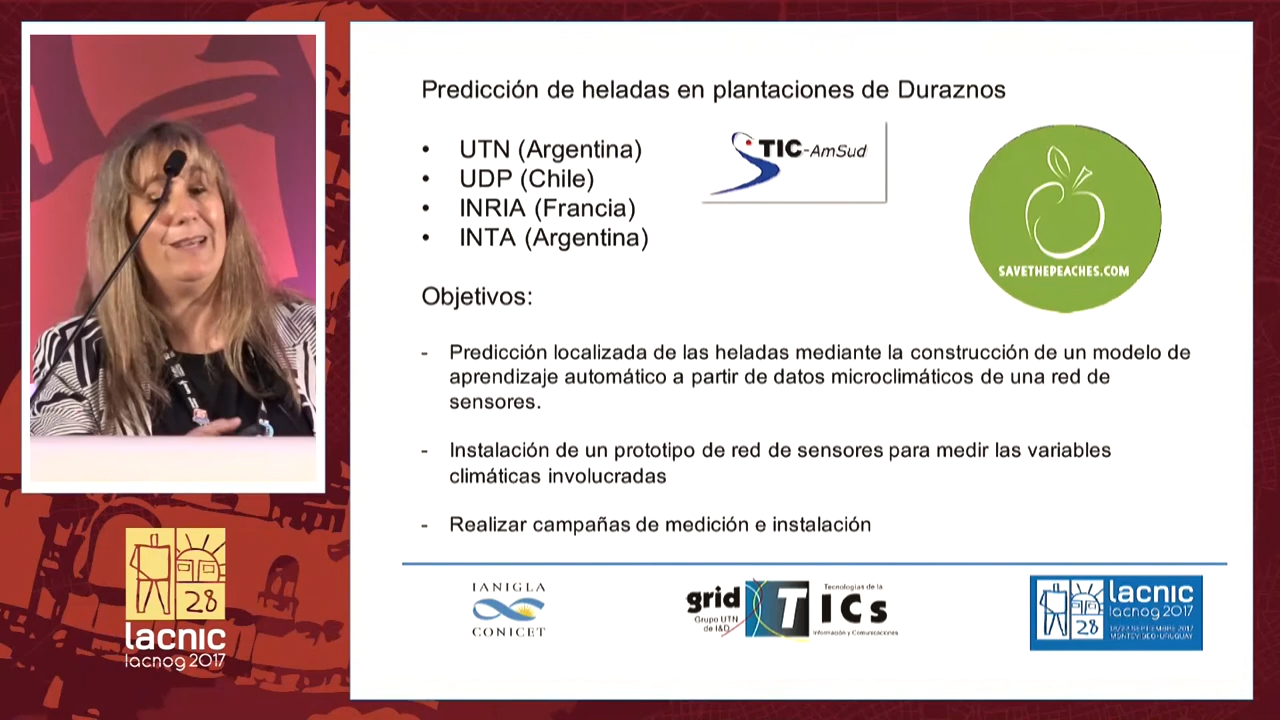 Predicción de heladas en plantaciones de Duraznos
• UTN (Argentina)
• UDP (Chile)
• INRIA (Francia)
• INTA (Argentina)
TIC-AmSud
SAVETHEPEACHES.COM
Objetivos:
- Predicción localizada de las heladas mediante la construcción de un modelo de
aprendizaje automático a partir de datos microclimáticos de una red de
sensores.
- Instalación de un prototipo de red de sensores para medir las variables
climáticas involucradas
- Realizar campañas de medición e instalación
IANIGLA
CONICET
grid
Grupo UTN
de I&D
Tecnologías de la
TICs
Información y Comunicaciones
28
lacnic
lacnog 2017
MONTEVIDEO-URUGUAY
28
lacnic
lacnog 2017